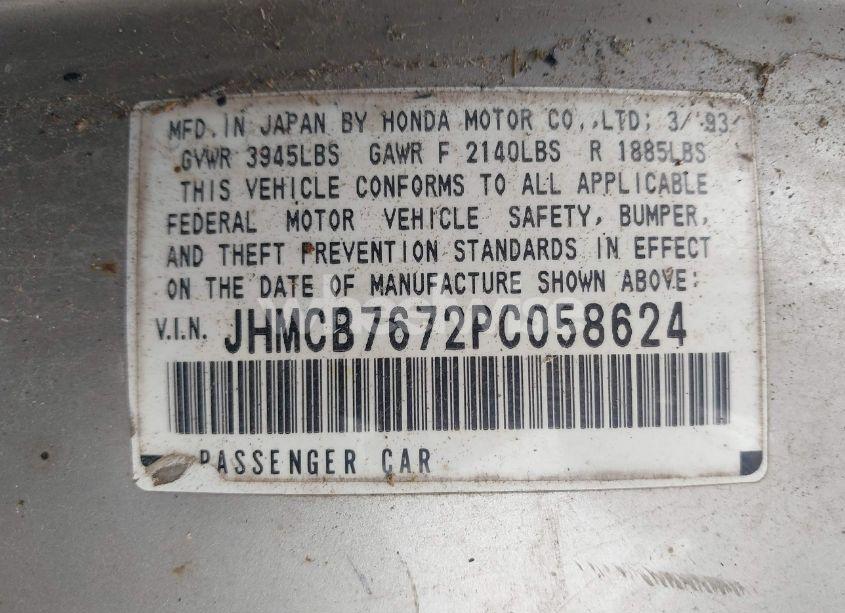 MFD. IN JAPAN BY HONDA MOTOR CO., LTD; 3/'93
GVWR 3945LBS GAWR F 2140LBS R 1885LBS
THIS VEHICLE CONFORMS TO ALL APPLICABLE
FEDERAL MOTOR VEHICLE SAFETY, BUMPER,
AND THEFT PREVENTION STANDARDS IN EFFECT
ON THE DATE OF MANUFACTURE SHOWN ABOVE:
V.I.N. JHMCB7672PC058624
PASSENGER CAR